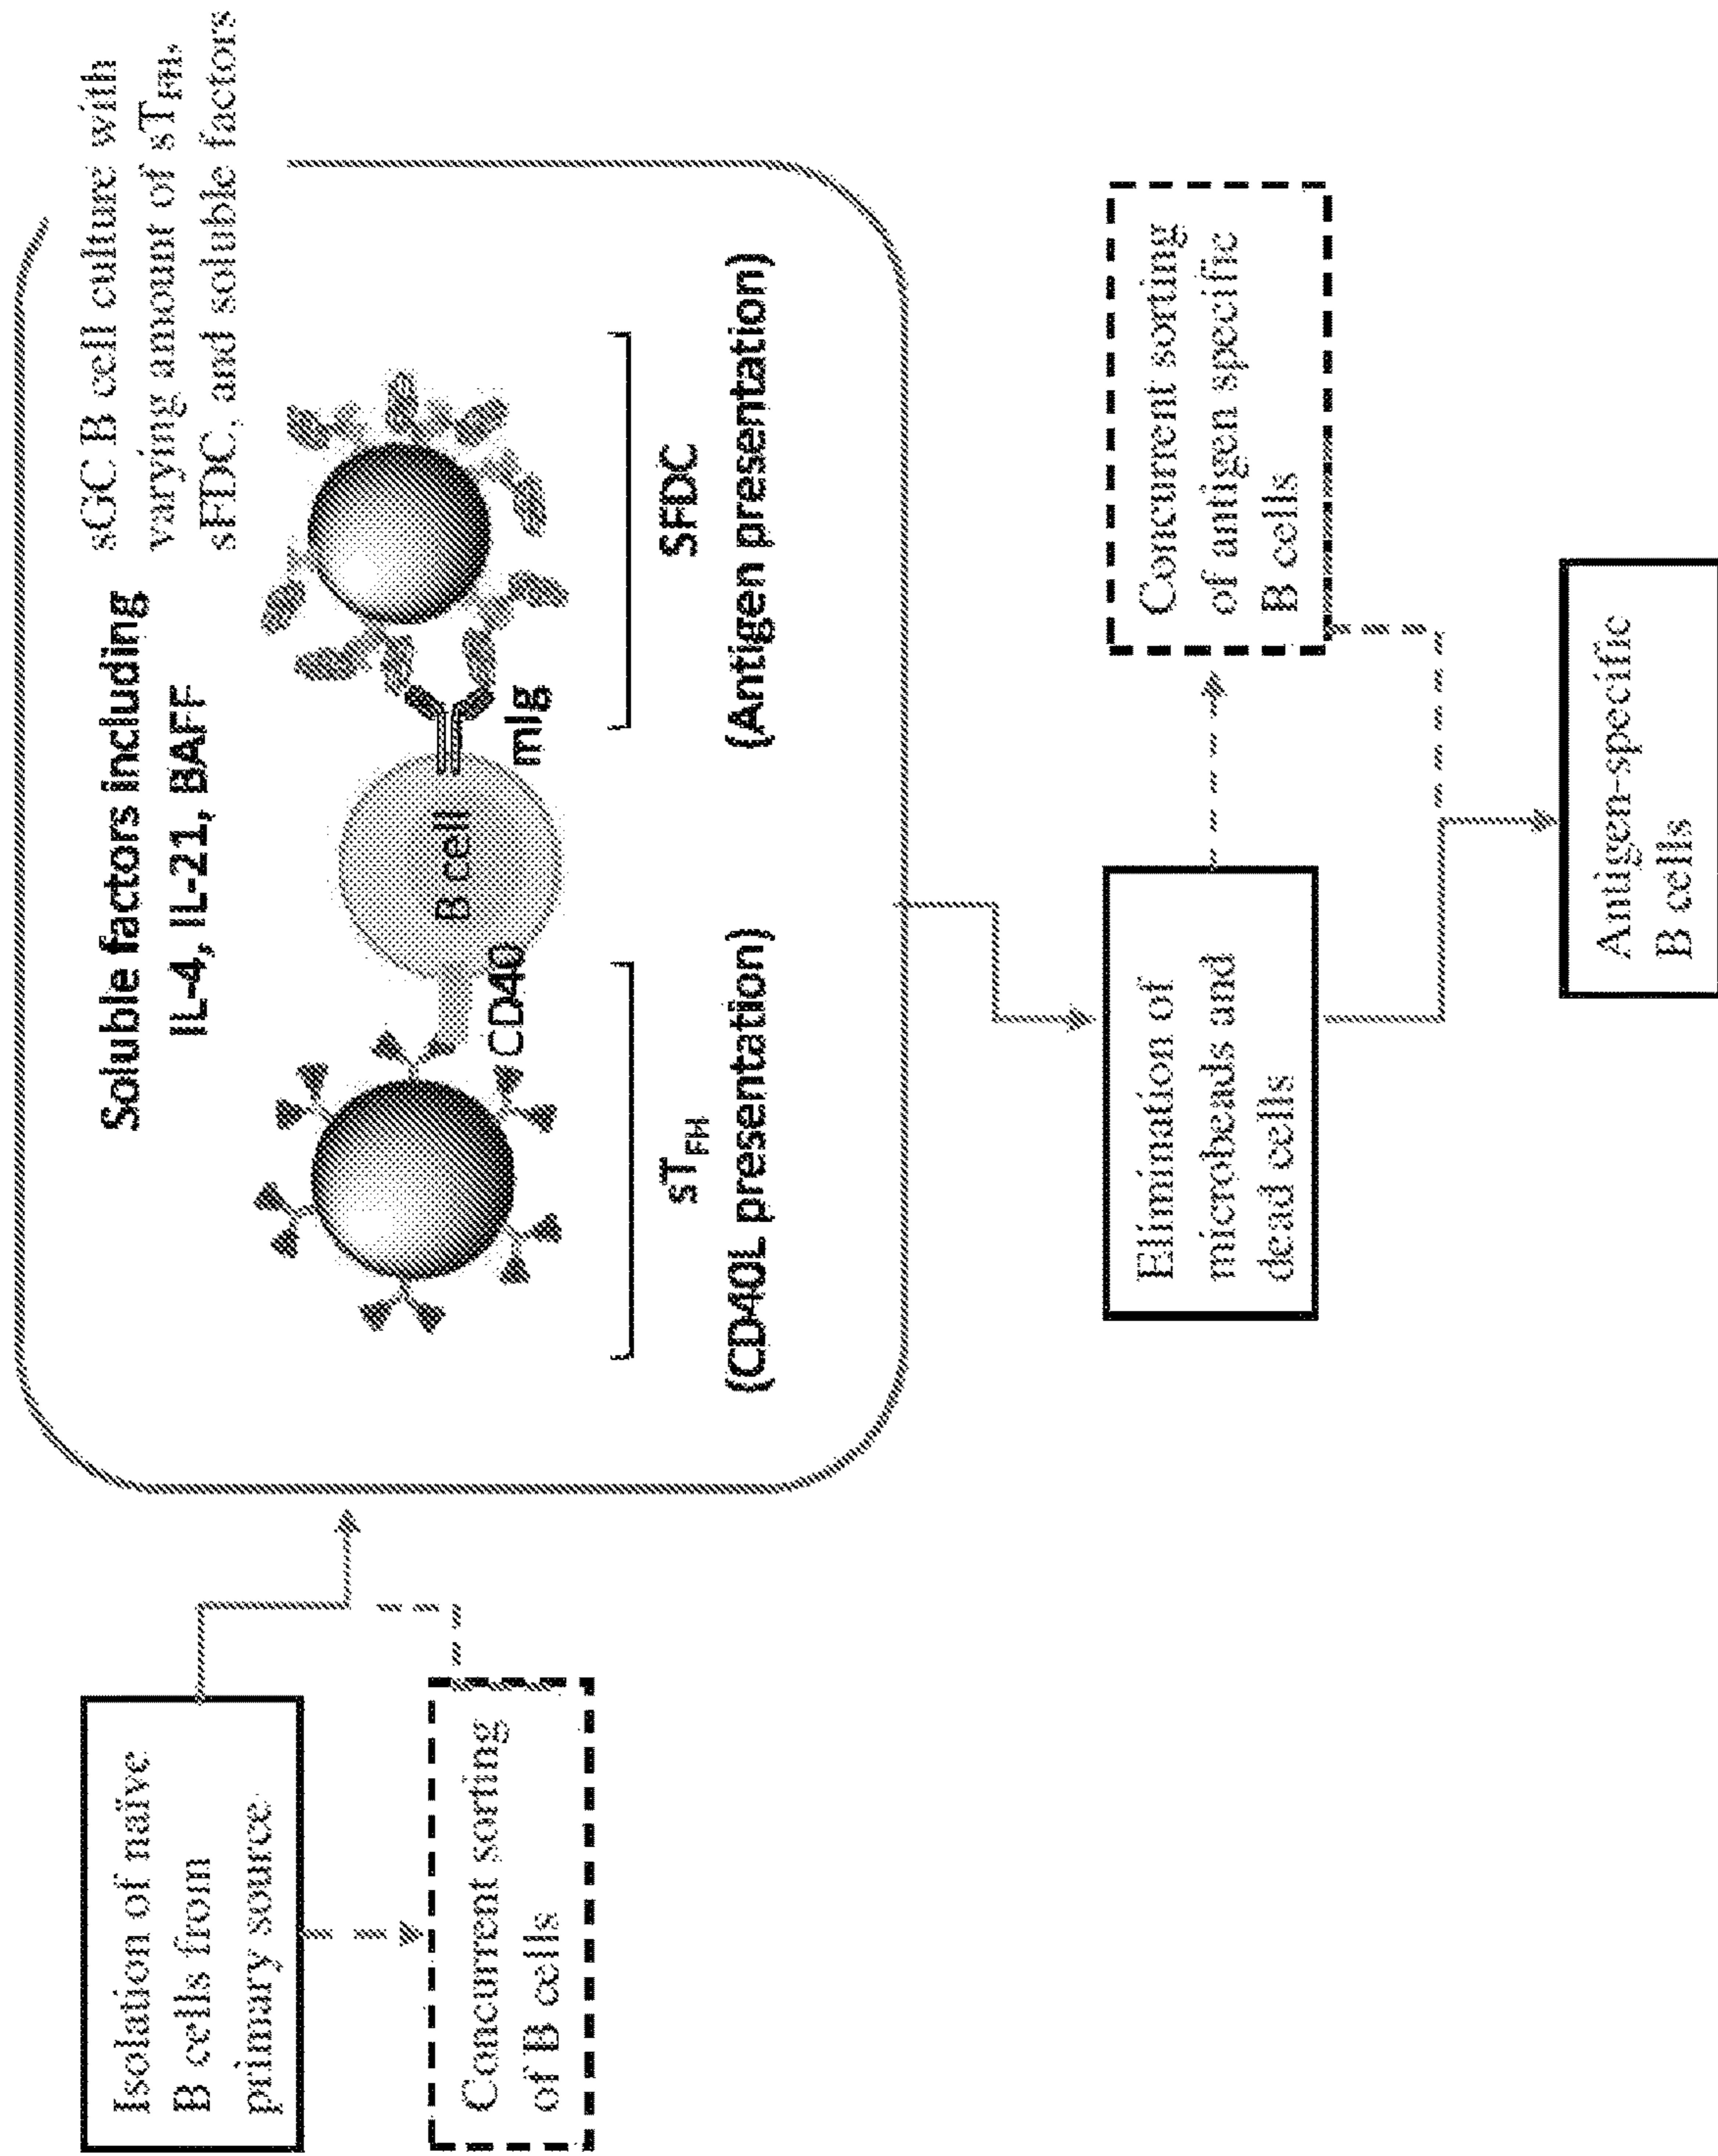 Isolation of naïve
B cells from
primary source
Concurrent sorting
of B cells
Soluble factors including
IL-4, IL-21, BAFF
sGC B cell culture with
varying amount of sTFH,
sFDC, and soluble factors
CD40
B cell
mIg
sTFH
(CD40L presentation)
SFDC
(Antigen presentation)
Elimination of
microbeads and
dead cells
Concurrent sorting
of antigen specific
B cells
Antigen-specific
B cells